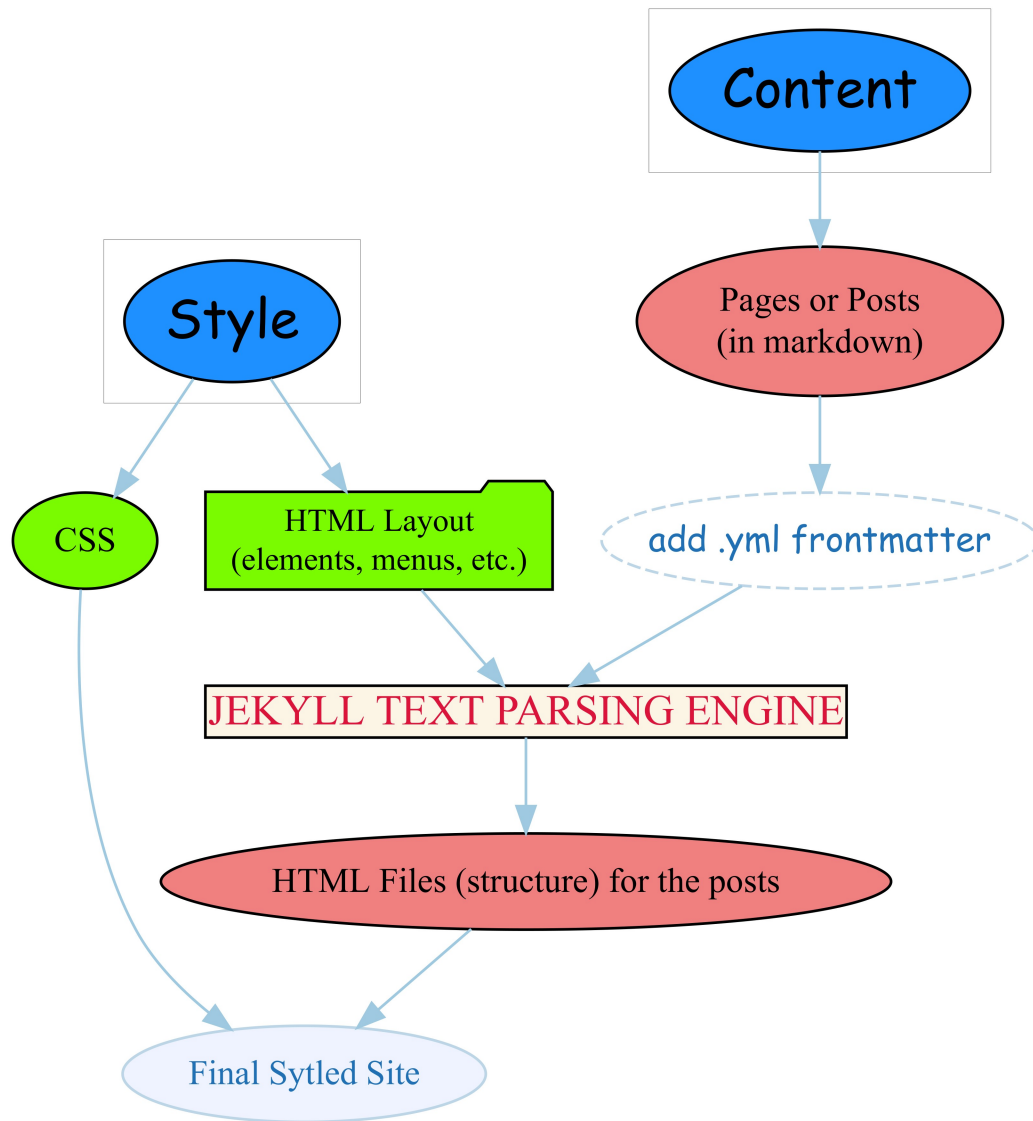 Content
Style
Pages or Posts
(in markdown)
CSS
HTML Layout
(elements, menus, etc.)
add .yml frontmatter
JEKYLL TEXT PARSING ENGINE
HTML Files (structure) for the posts
Final Sytled Site